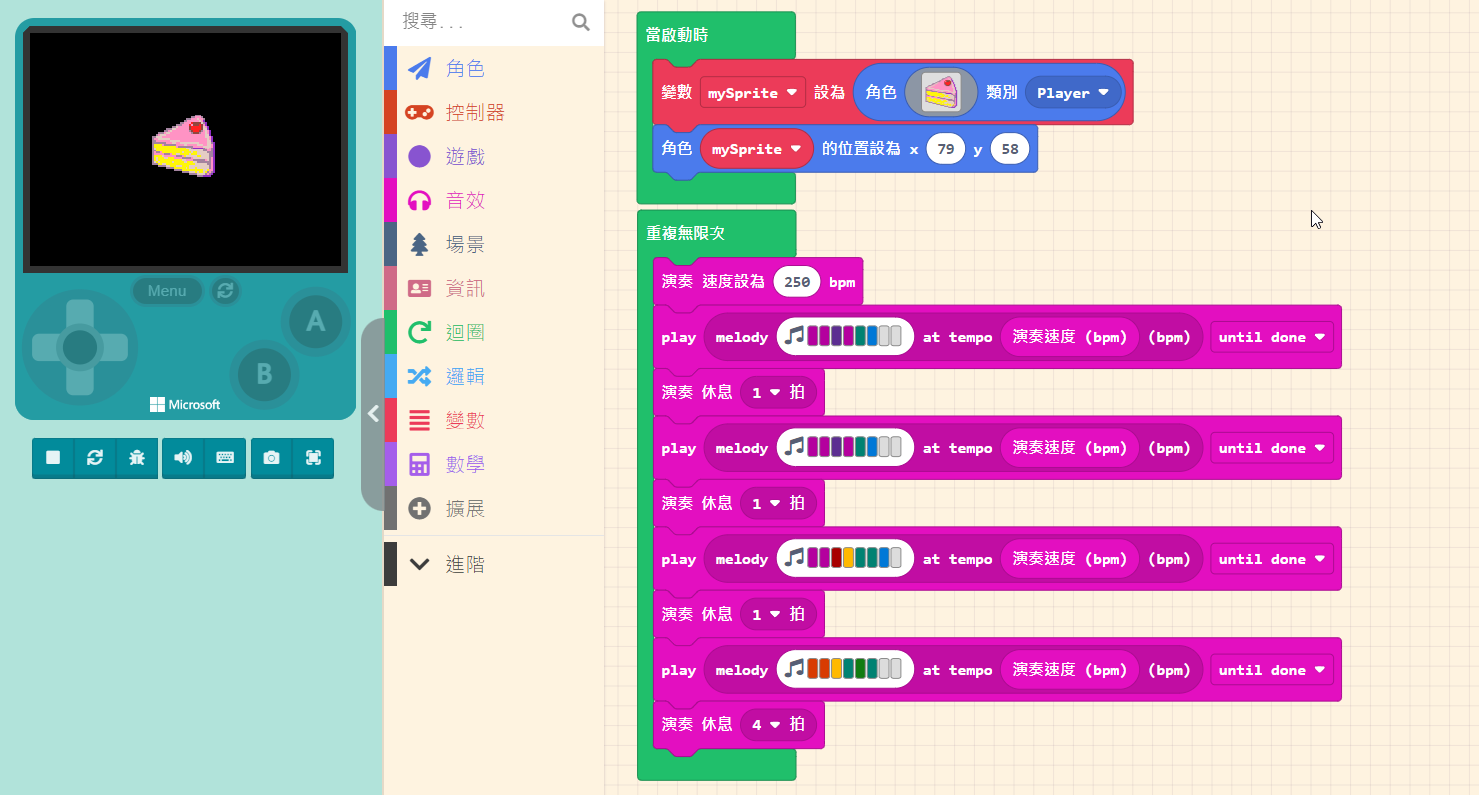 Menu
A
B
Microsoft
搜尋...
角色
控制器
遊戲
音效
場景
資訊
迴圈
邏輯
變數
數學
擴展
進階
當啟動時
變數 mySprite 設為 角色 類別 Player
角色 mySprite 的位置設為 x 79 y 58
重複無限次
演奏 速度設為 250 bpm
play melody at tempo 演奏速度 (bpm) (bpm) until done
演奏 休息 1 拍
play melody at tempo 演奏速度 (bpm) (bpm) until done
演奏 休息 1 拍
play melody at tempo 演奏速度 (bpm) (bpm) until done
演奏 休息 1 拍
play melody at tempo 演奏速度 (bpm) (bpm) until done
演奏 休息 4 拍